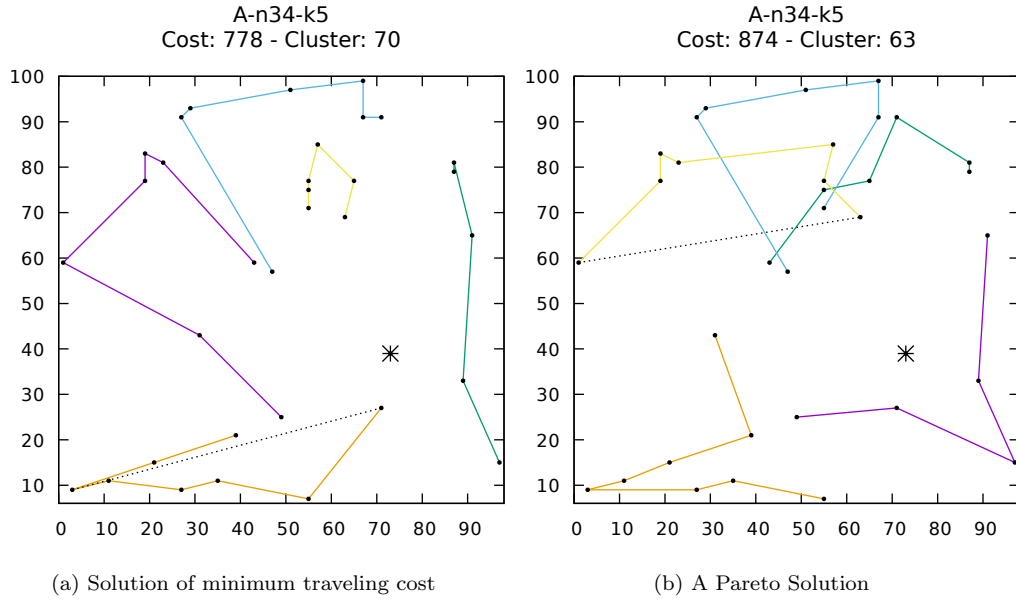 A-n34-k5
Cost: 778 - Cluster: 70
100
90
80
70
60
50
40
30
20
10
0 10 20 30 40 50 60 70 80 90
(a) Solution of minimum traveling cost
A-n34-k5
Cost: 874 - Cluster: 63
100
90
80
70
60
50
40
30
20
10
0 10 20 30 40 50 60 70 80 90
(b) A Pareto Solution